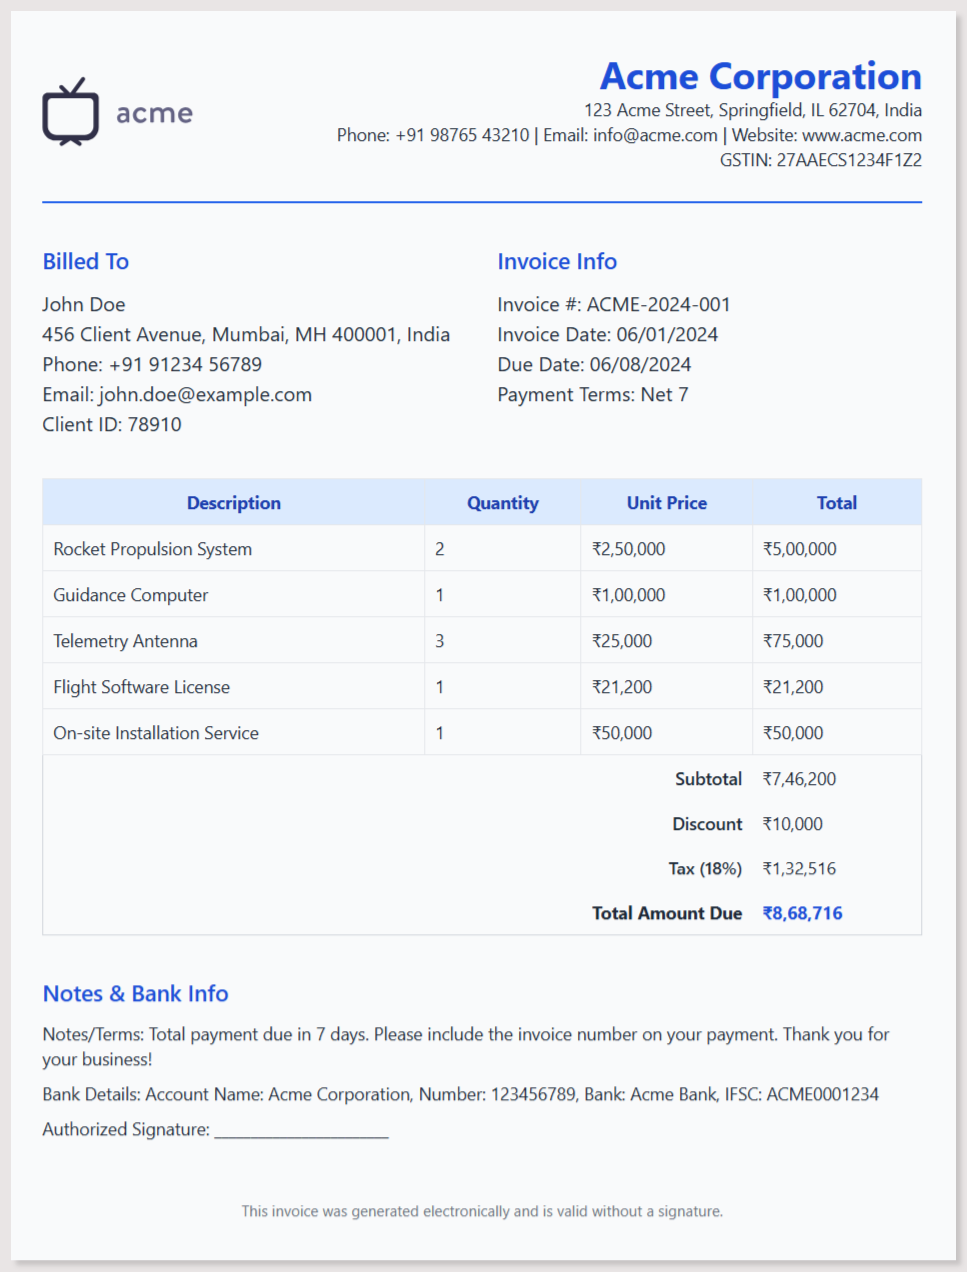 acme
Acme Corporation
123 Acme Street, Springfield, IL 62704, India
Phone: +91 98765 43210 | Email: info@acme.com | Website: www.acme.com
GSTIN: 27AAECS1234F1Z2
Billed To
John Doe
456 Client Avenue, Mumbai, MH 400001, India
Phone: +91 91234 56789
Email: john.doe@example.com
Client ID: 78910
Invoice Info
Invoice #: ACME-2024-001
Invoice Date: 06/01/2024
Due Date: 06/08/2024
Payment Terms: Net 7
Description Quantity Unit Price Total
Rocket Propulsion System 2 ₹2,50,000 ₹5,00,000
Guidance Computer 1 ₹1,00,000 ₹1,00,000
Telemetry Antenna 3 ₹25,000 ₹75,000
Flight Software License 1 ₹21,200 ₹21,200
On-site Installation Service 1 ₹50,000 ₹50,000
Subtotal ₹7,46,200
Discount ₹10,000
Tax (18%) ₹1,32,516
Total Amount Due ₹8,68,716
Notes & Bank Info
Notes/Terms: Total payment due in 7 days. Please include the invoice number on your payment. Thank you for
your business!
Bank Details: Account Name: Acme Corporation, Number: 123456789, Bank: Acme Bank, IFSC: ACME0001234
Authorized Signature: ____________________
This invoice was generated electronically and is valid without a signature.